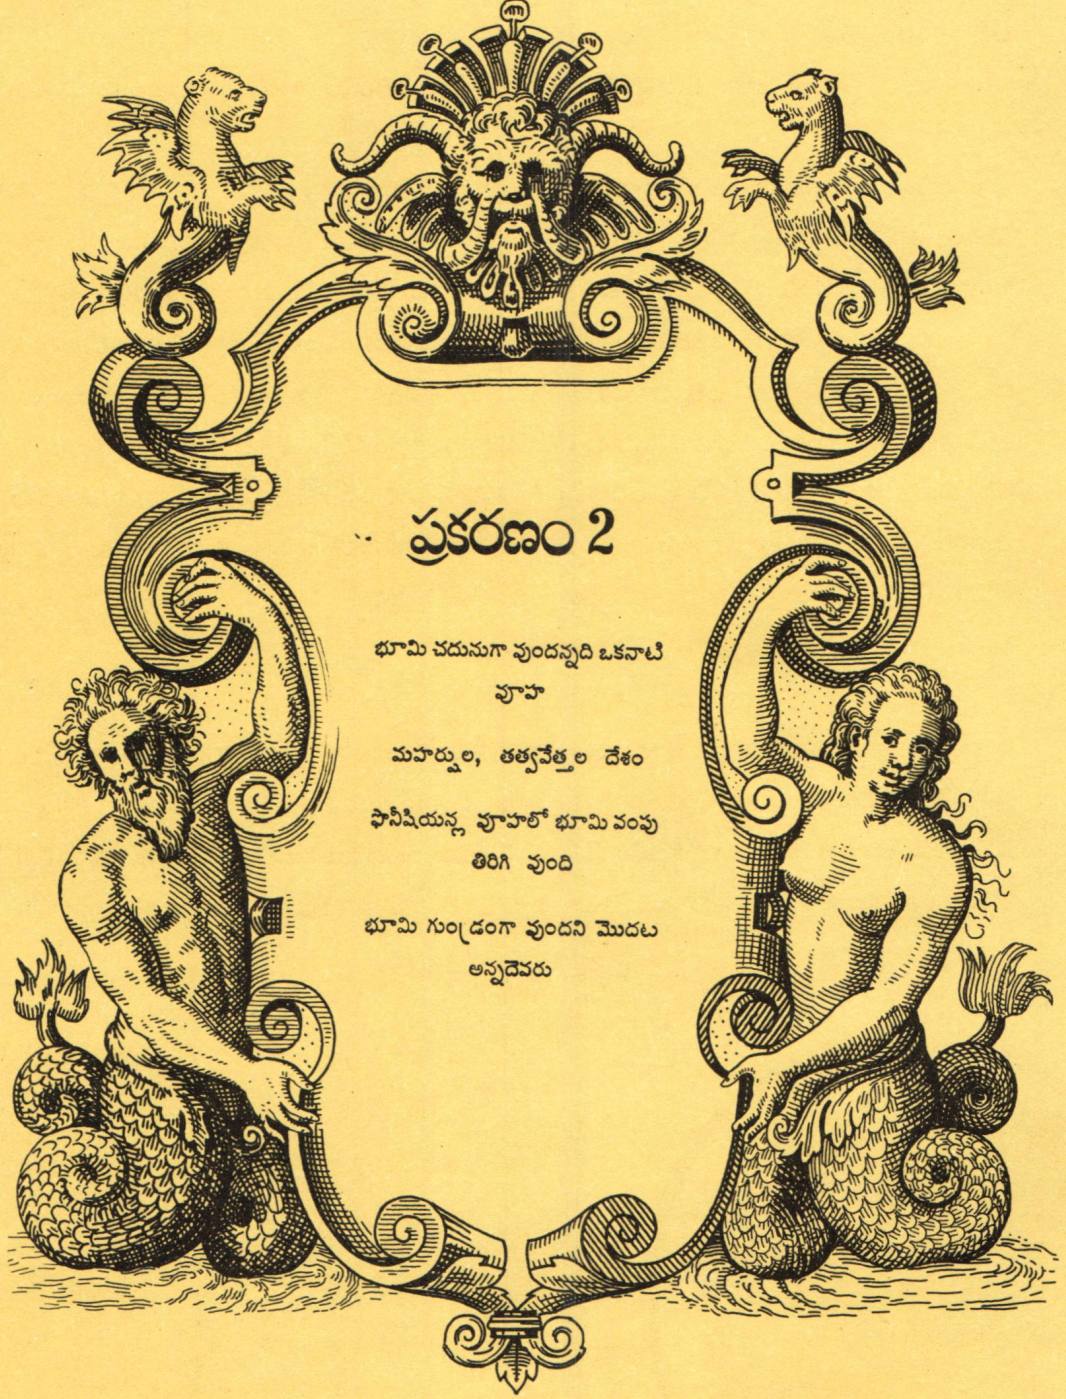 ప్రకరణం 2
భూమి చదునుగా వుందన్నది ఒకనాటి
వూహ
మహర్షుల, తత్వవేత్తల దేశం
ఫొనీషియన్ల వూహలో భూమి వంపు
తిరిగి వుంది
భూమి గుండ్రంగా వుందని మొదట
అన్నదెవరు